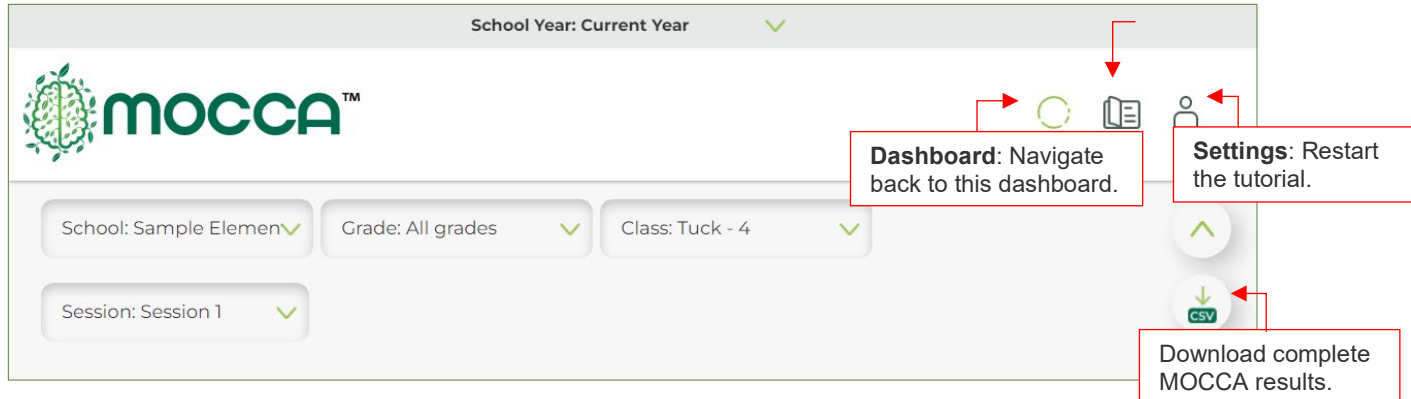 School Year: Current Year
mocca™
Dashboard: Navigate
back to this dashboard.
Settings: Restart
the tutorial.
School: Sample Elemen
Grade: All grades
Class: Tuck - 4
Session: Session 1
CSV
Download complete
MOCCA results.